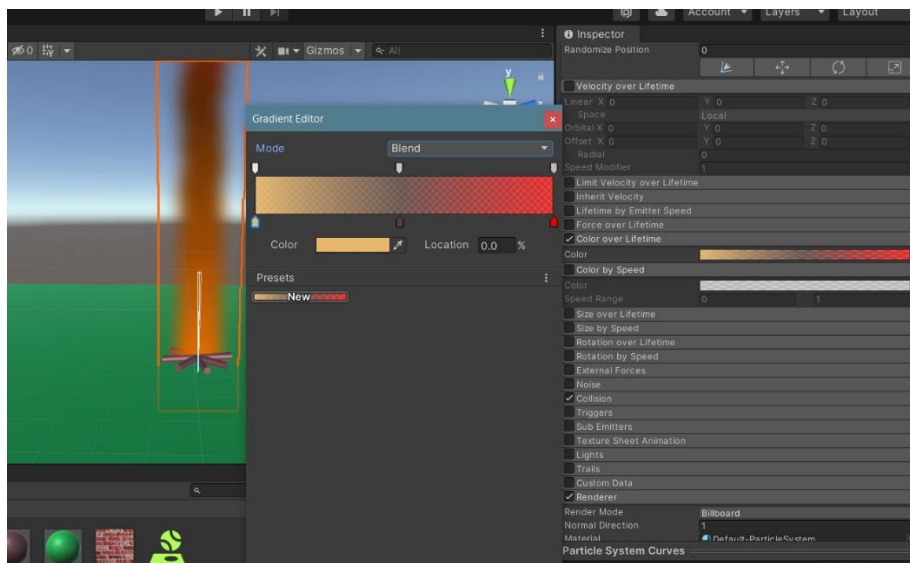 Account Layers Layout
Inspector
Randomize Position 0
0 Gizmos All
y
Velocity over Lifetime
Linear X 0 Y 0 Z 0
Space Local
Orbital X 0 Y 0 Z 0
Offset X 0 Y 0 Z 0
Radial 0
Speed Modifier 1
Limit Velocity over Lifetime
Inherit Velocity
Lifetime by Emitter Speed
Force over Lifetime
Color over Lifetime
Color
Color by Speed
Color
Speed Range 0 1
Size over Lifetime
Size by Speed
Rotation over Lifetime
Rotation by Speed
External Forces
Noise
Collision
Triggers
Sub Emitters
Texture Sheet Animation
Lights
Trails
Custom Data
Renderer
Render Mode Billboard
Normal Direction 1
Material Default-ParticleSystem
Particle System Curves
Gradient Editor
Mode Blend
Color Location 0.0 %
Presets
New